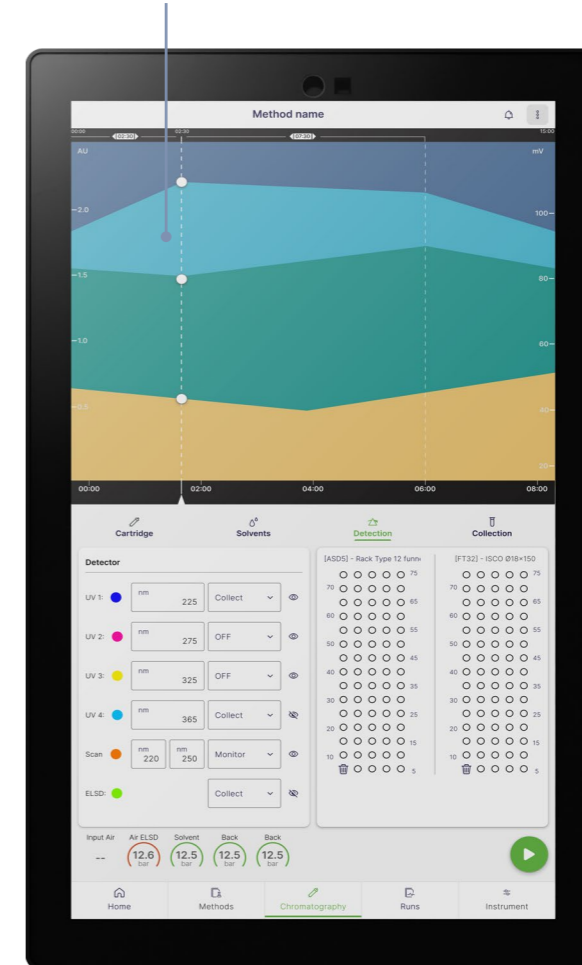 Method name
00:00 02:30 15:00
(02:30) (07:30)
AU mV
2.0 100
1.5 80
1.0 60
0.5 40
20
00:00 02:00 04:00 06:00 08:00
Cartridge Solvents Detection Collection
Detector
UV 1: nm 225 Collect
UV 2: nm 275 OFF
UV 3: nm 325 OFF
UV 4: nm 365 Collect
Scan nm 220 nm 250 Monitor
ELSD: Collect
[ASD5] - Rack Type 12 funn [FT32] - ISCO Ø18x150
75 75
70 70
65 65
60 60
55 55
50 50
45 45
40 40
35 35
30 30
25 25
20 20
15 15
10 10
5 5
Input Air Air ELSD Solvent Back Back
-- 12.6 12.5 12.5 12.5
bar bar bar bar
Home Methods Chromatography Runs Instrument